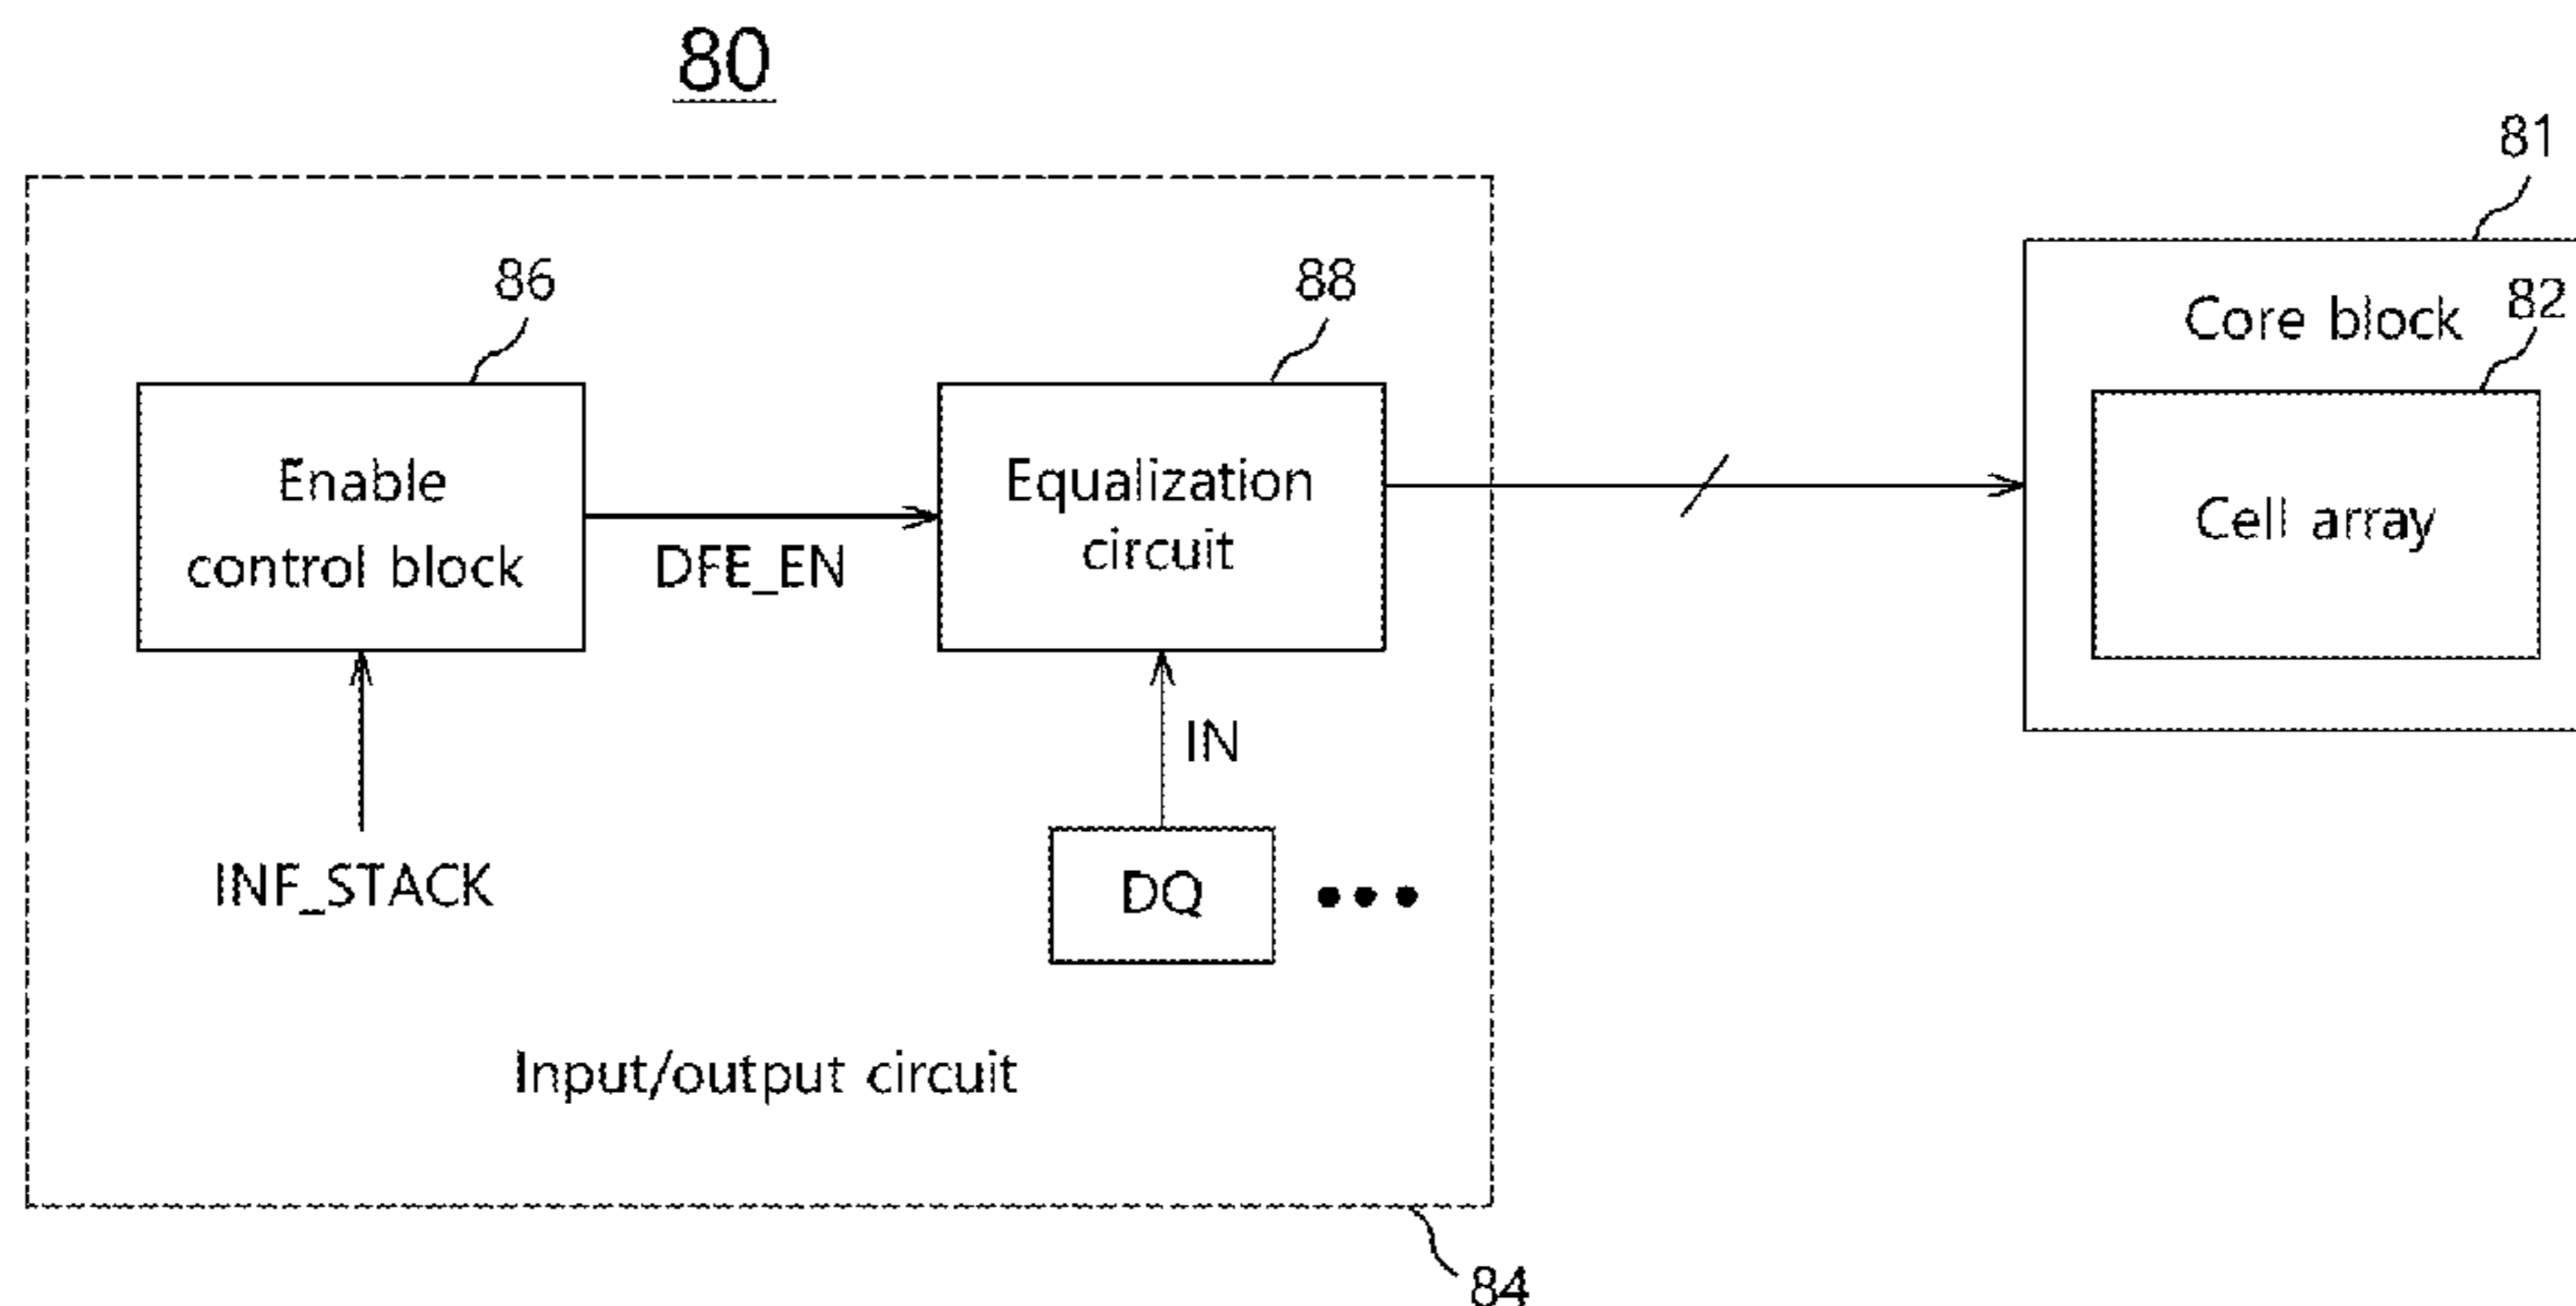 80
81
86
88
Core block
82
Enable
control block
DFE_EN
Equalization
circuit
Cell array
IN
INF_STACK
DQ
Input/output circuit
84